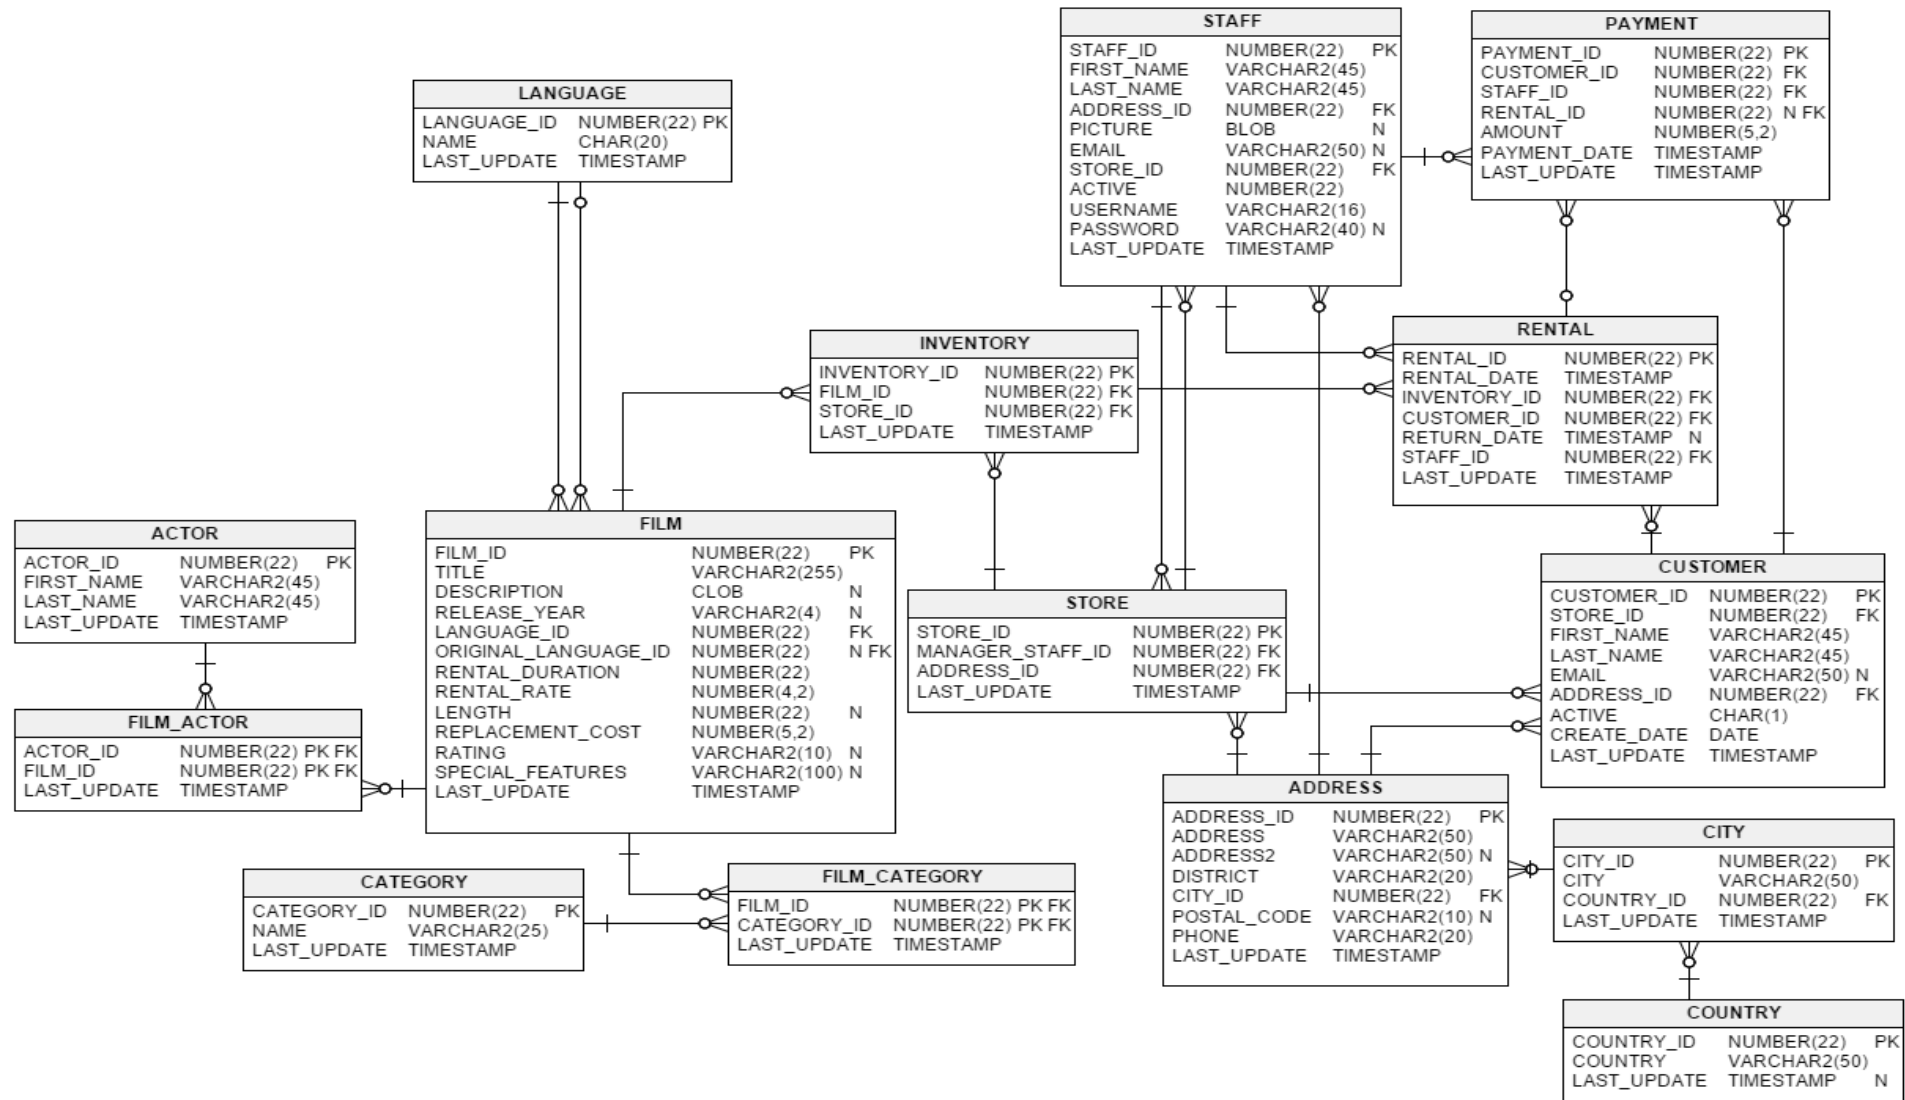 STAFF
STAFF_ID NUMBER(22) PK
FIRST_NAME VARCHAR2(45)
LAST_NAME VARCHAR2(45)
ADDRESS_ID NUMBER(22) FK
PICTURE BLOB N
EMAIL VARCHAR2(50) N
STORE_ID NUMBER(22) FK
ACTIVE NUMBER(22)
USERNAME VARCHAR2(16)
PASSWORD VARCHAR2(40) N
LAST_UPDATE TIMESTAMP
PAYMENT
PAYMENT_ID NUMBER(22) PK
CUSTOMER_ID NUMBER(22) FK
STAFF_ID NUMBER(22) FK
RENTAL_ID NUMBER(22) N FK
AMOUNT NUMBER(5,2)
PAYMENT_DATE TIMESTAMP
LAST_UPDATE TIMESTAMP
LANGUAGE
LANGUAGE_ID NUMBER(22) PK
NAME CHAR(20)
LAST_UPDATE TIMESTAMP
INVENTORY
INVENTORY_ID NUMBER(22) PK
FILM_ID NUMBER(22) FK
STORE_ID NUMBER(22) FK
LAST_UPDATE TIMESTAMP
RENTAL
RENTAL_ID NUMBER(22) PK
RENTAL_DATE TIMESTAMP
INVENTORY_ID NUMBER(22) FK
CUSTOMER_ID NUMBER(22) FK
RETURN_DATE TIMESTAMP N
STAFF_ID NUMBER(22) FK
LAST_UPDATE TIMESTAMP
ACTOR
ACTOR_ID NUMBER(22) PK
FIRST_NAME VARCHAR2(45)
LAST_NAME VARCHAR2(45)
LAST_UPDATE TIMESTAMP
FILM
FILM_ID NUMBER(22) PK
TITLE VARCHAR2(255)
DESCRIPTION CLOB N
RELEASE_YEAR VARCHAR2(4) N
LANGUAGE_ID NUMBER(22) FK
ORIGINAL_LANGUAGE_ID NUMBER(22) N FK
RENTAL_DURATION NUMBER(22)
RENTAL_RATE NUMBER(4,2)
LENGTH NUMBER(22) N
REPLACEMENT_COST NUMBER(5,2)
RATING VARCHAR2(10) N
SPECIAL_FEATURES VARCHAR2(100) N
LAST_UPDATE TIMESTAMP
STORE
STORE_ID NUMBER(22) PK
MANAGER_STAFF_ID NUMBER(22) FK
ADDRESS_ID NUMBER(22) FK
LAST_UPDATE TIMESTAMP
CUSTOMER
CUSTOMER_ID NUMBER(22) PK
STORE_ID NUMBER(22) FK
FIRST_NAME VARCHAR2(45)
LAST_NAME VARCHAR2(45)
EMAIL VARCHAR2(50) N
ADDRESS_ID NUMBER(22) FK
ACTIVE CHAR(1)
CREATE_DATE DATE
LAST_UPDATE TIMESTAMP
FILM_ACTOR
ACTOR_ID NUMBER(22) PK FK
FILM_ID NUMBER(22) PK FK
LAST_UPDATE TIMESTAMP
ADDRESS
ADDRESS_ID NUMBER(22) PK
ADDRESS VARCHAR2(50)
ADDRESS2 VARCHAR2(50) N
DISTRICT VARCHAR2(20)
CITY_ID NUMBER(22) FK
POSTAL_CODE VARCHAR2(10) N
PHONE VARCHAR2(20)
LAST_UPDATE TIMESTAMP
CITY
CITY_ID NUMBER(22) PK
CITY VARCHAR2(50)
COUNTRY_ID NUMBER(22) FK
LAST_UPDATE TIMESTAMP
CATEGORY
CATEGORY_ID NUMBER(22) PK
NAME VARCHAR2(25)
LAST_UPDATE TIMESTAMP
FILM_CATEGORY
FILM_ID NUMBER(22) PK FK
CATEGORY_ID NUMBER(22) PK FK
LAST_UPDATE TIMESTAMP
COUNTRY
COUNTRY_ID NUMBER(22) PK
COUNTRY VARCHAR2(50)
LAST_UPDATE TIMESTAMP N